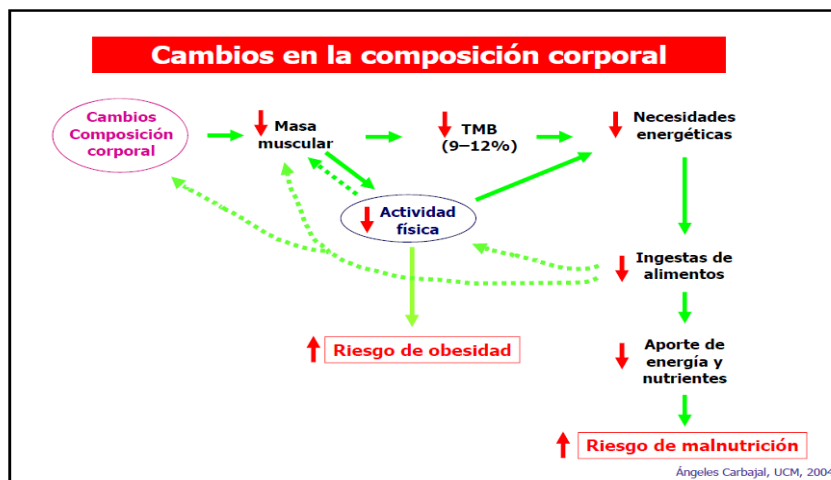 Cambios en la composición corporal
Cambios
Composición
corporal
Masa
muscular
TMB
(9–12%)
Necesidades
energéticas
Actividad
física
Ingestas de
alimentos
Riesgo de obesidad
Aporte de
energía y
nutrientes
Riesgo de malnutrición
Ángeles Carbajal, UCM, 2004